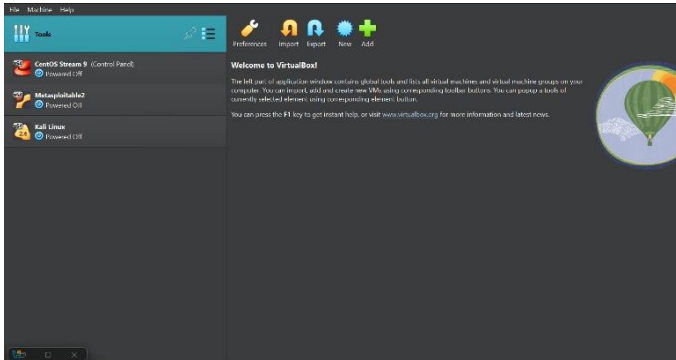 File Machine Help
Tools
Preferences Import Export New Add
CentOS Stream 9 (Control Panel)
Powered Off
Metasploitable2
Powered Off
Kali Linux
Powered Off
Welcome to VirtualBox!
The left part of application window contains global tools and lists all virtual machines and virtual machine groups on your
computer. You can import, add and create new VMs using corresponding toolbar buttons. You can popup a tools of
currently selected element using corresponding element button.
You can press the F1 key to get instant help, or visit www.virtualbox.org for more information and latest news.